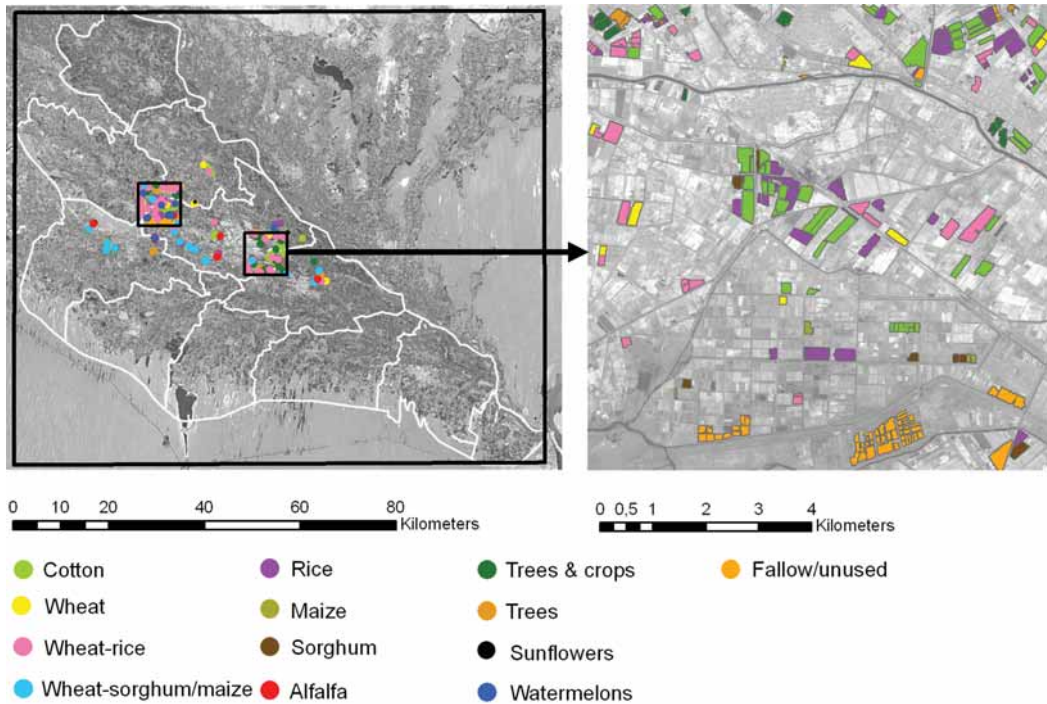 0 10 20 40 60 80
Kilometers
0 0,5 1 2 3 4
Kilometers
Cotton Rice Trees & crops Fallow/unused
Wheat Maize Trees
Wheat-rice Sorghum Sunflowers
Wheat-sorghum/maize Alfalfa Watermelons